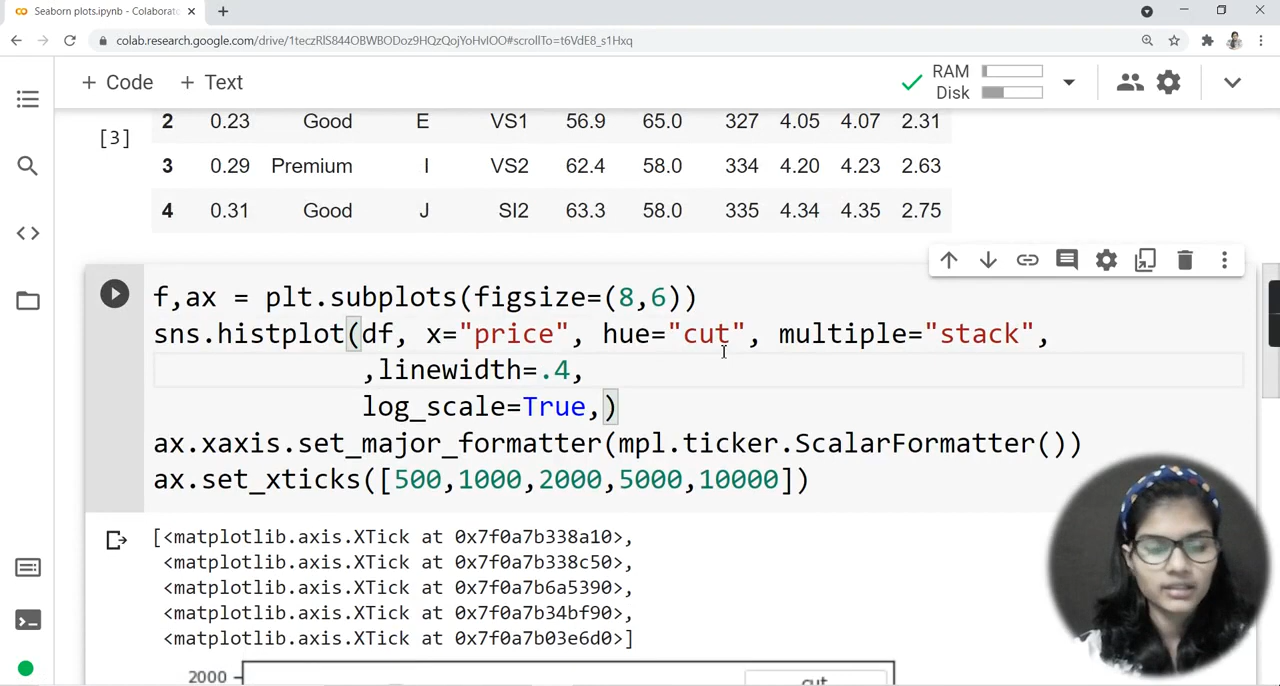 Seaborn plots.ipynb - Colaborato
colab.research.google.com/drive/1teczRlS844OBWBODoz9HQzQojYoHvIOO#scrollTo=t6VdE8_s1Hxq
+ Code + Text
RAM
Disk
[3]
2 0.23 Good E VS1 56.9 65.0 327 4.05 4.07 2.31
3 0.29 Premium I VS2 62.4 58.0 334 4.20 4.23 2.63
4 0.31 Good J SI2 63.3 58.0 335 4.34 4.35 2.75
f,ax = plt.subplots(figsize=(8,6))
sns.histplot(df, x="price", hue="cut", multiple="stack",
,linewidth=.4,
log_scale=True,)
ax.xaxis.set_major_formatter(mpl.ticker.ScalarFormatter())
ax.set_xticks([500,1000,2000,5000,10000])
[<matplotlib.axis.XTick at 0x7f0a7b338a10>,
<matplotlib.axis.XTick at 0x7f0a7b338c50>,
<matplotlib.axis.XTick at 0x7f0a7b6a5390>,
<matplotlib.axis.XTick at 0x7f0a7b34bf90>,
<matplotlib.axis.XTick at 0x7f0a7b03e6d0>]
2000
cut